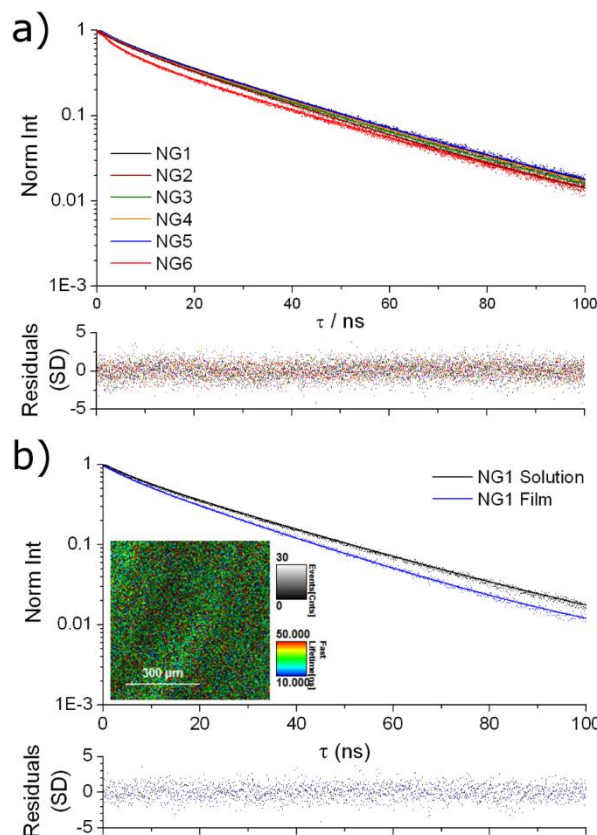 a)
1
0.1
0.01
1E-3
Norm Int
NG1
NG2
NG3
NG4
NG5
NG6
0 20 40 60 80 100
τ / ns
5
0
-5
Residuals
(SD)
b)
1
0.1
0.01
1E-3
Norm Int
NG1 Solution
NG1 Film
30
0
Events[Cnts]
50.000
10.000
Fast
Lifetime[ns]
300 µm
0 20 40 60 80 100
τ (ns)
5
0
-5
Residuals
(SD)